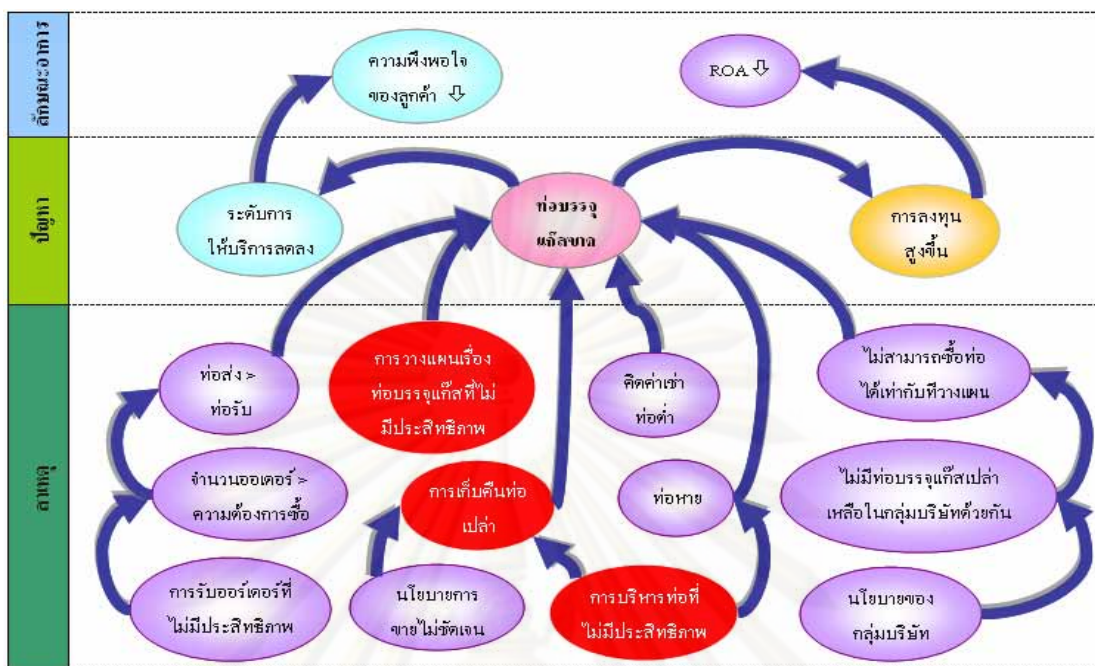 ลักษณะอาการ
ความพึงพอใจ
ของลูกค้า
ROA
ปัญหา
ระดับการ
ให้บริการลดลง
ท่อบรรจุ
แก๊สขาด
การลงทุน
สูงขึ้น
สาเหตุ
ท่อส่ง >
ท่อรับ
การวางแผนเรื่อง
ท่อบรรจุแก๊สที่ไม่
มีประสิทธิภาพ
คิดค่าเช่า
ท่อต่ำ
ไม่สามารถซื้อท่อ
ได้เท่ากับที่วางแผน
จำนวนออเตอร์ >
ความต้องการซื้อ
การเก็บคืนท่อ
เปล่า
ท่อหาย
ไม่มีท่อบรรจุแก๊สเปล่า
เหลือในกลุ่มบริษัทด้วยกัน
การรับออร์เดอร์ที่
ไม่มีประสิทธิภาพ
นโยบายการ
ขายไม่ชัดเจน
การบริหารท่อที่
ไม่มีประสิทธิภาพ
นโยบายของ
กลุ่มบริษัท